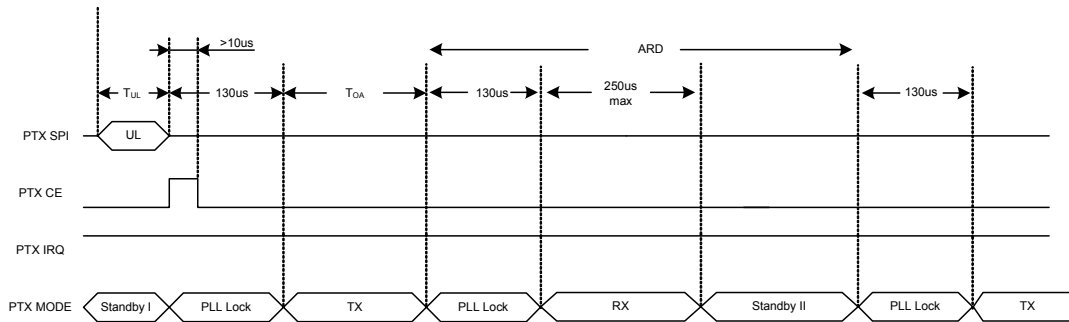 >10us
ARD
TUL
130us
TOA
130us
250us
max
130us
PTX SPI
UL
PTX CE
PTX IRQ
PTX MODE
Standby I
PLL Lock
TX
PLL Lock
RX
Standby II
PLL Lock
TX